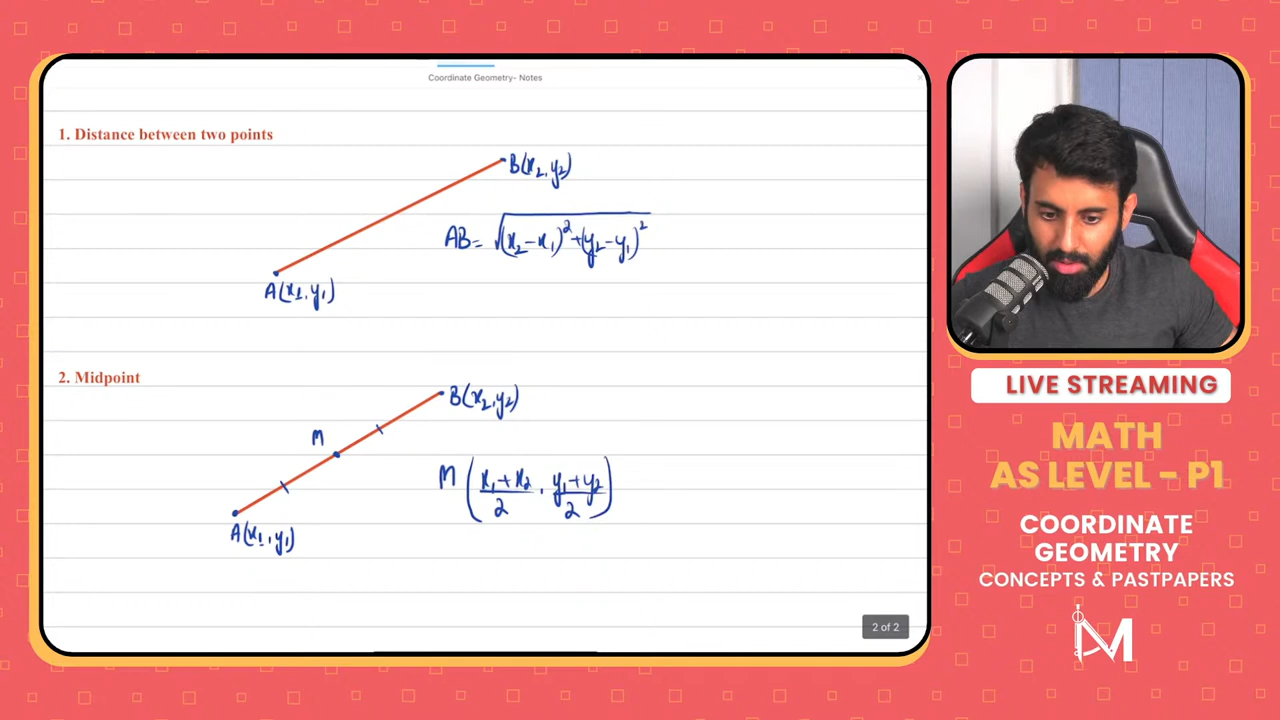 Coordinate Geometry- Notes
1. Distance between two points
B(x₂, y₂)
AB = √(x₂ - x₁)² + (y₂ - y₁)²
A(x₁, y₁)
2. Midpoint
B(x₂, y₂)
M
M (x₁ + x₂ / 2 , y₁ + y₂ / 2)
A(x₁, y₁)
2 of 2
LIVE STREAMING
MATH
AS LEVEL - P1
COORDINATE
GEOMETRY
CONCEPTS & PASTPAPERS
M